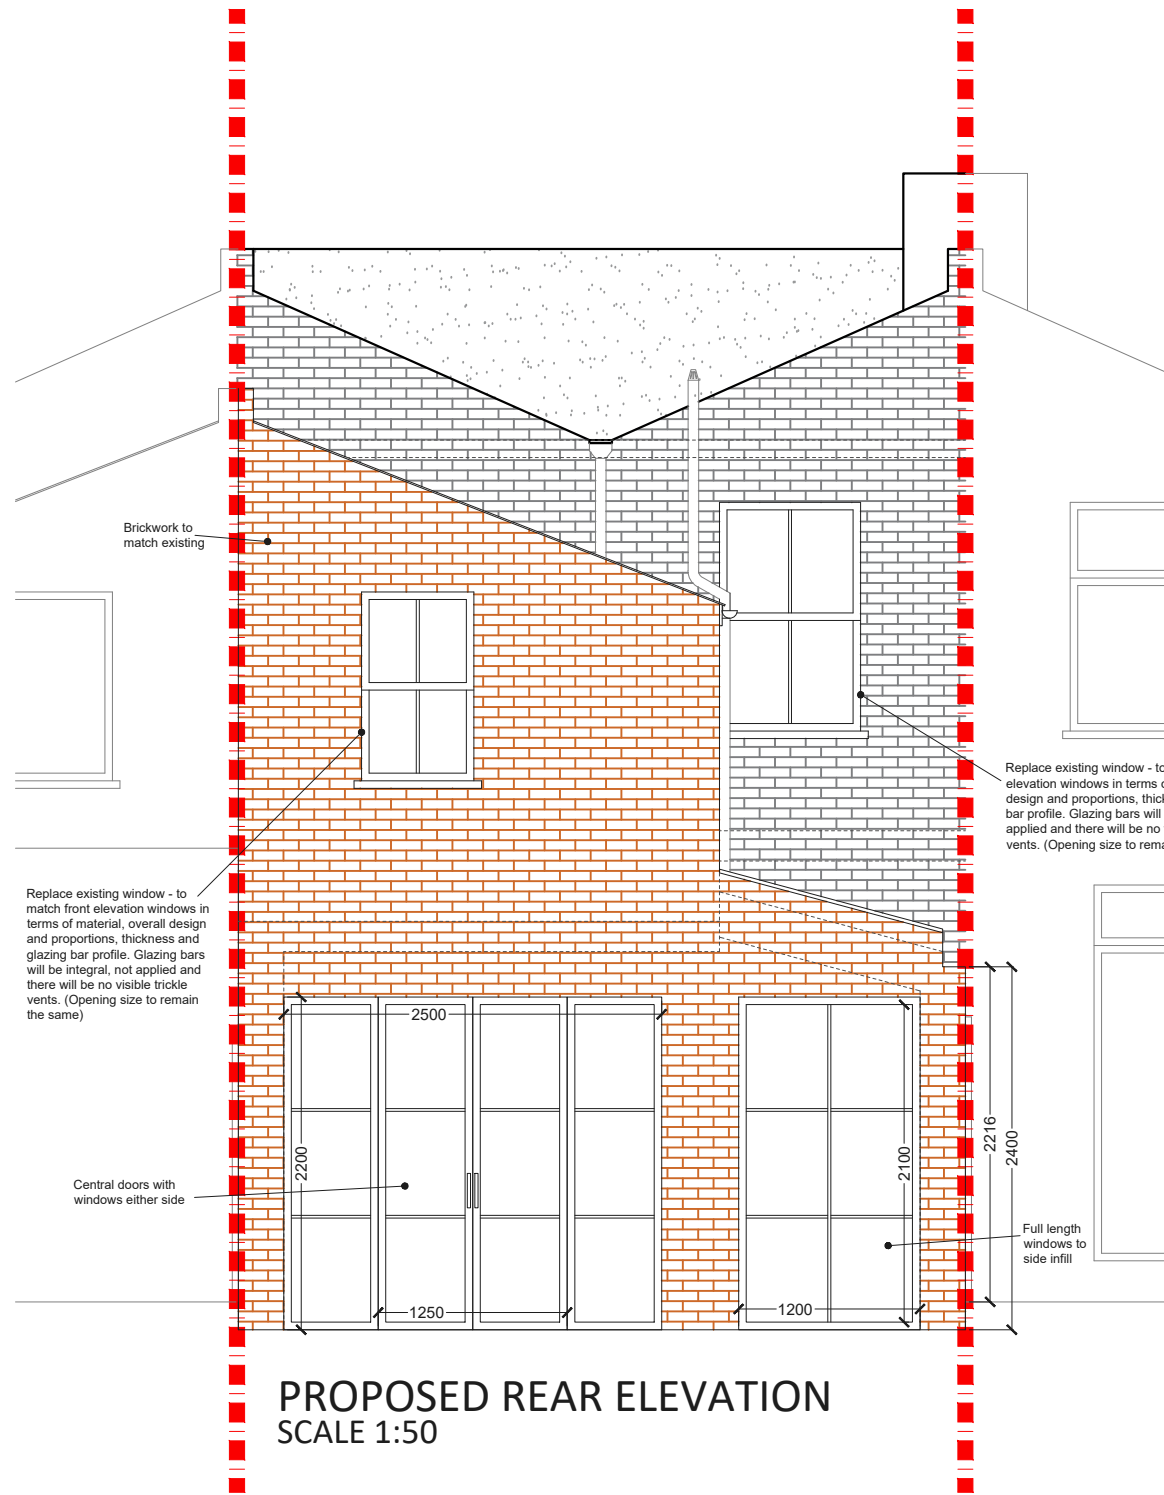 Brickwork to
match existing
Replace existing window - to
elevation windows in terms
design and proportions,
bar profile. Glazing bars will
applied and there will be no
vents. (Opening size to
Replace existing window - to
match front elevation windows in
terms of material, overall design
and proportions, thickness and
glazing bar profile. Glazing bars
will be integral, not applied and
there will be no visible trickle
vents. (Opening size to remain
the same)
2500
2200
2100
2216
2400
Central doors with
windows either side
Full length
windows to
side infill
1250
1200
PROPOSED REAR ELEVATION
SCALE 1:50